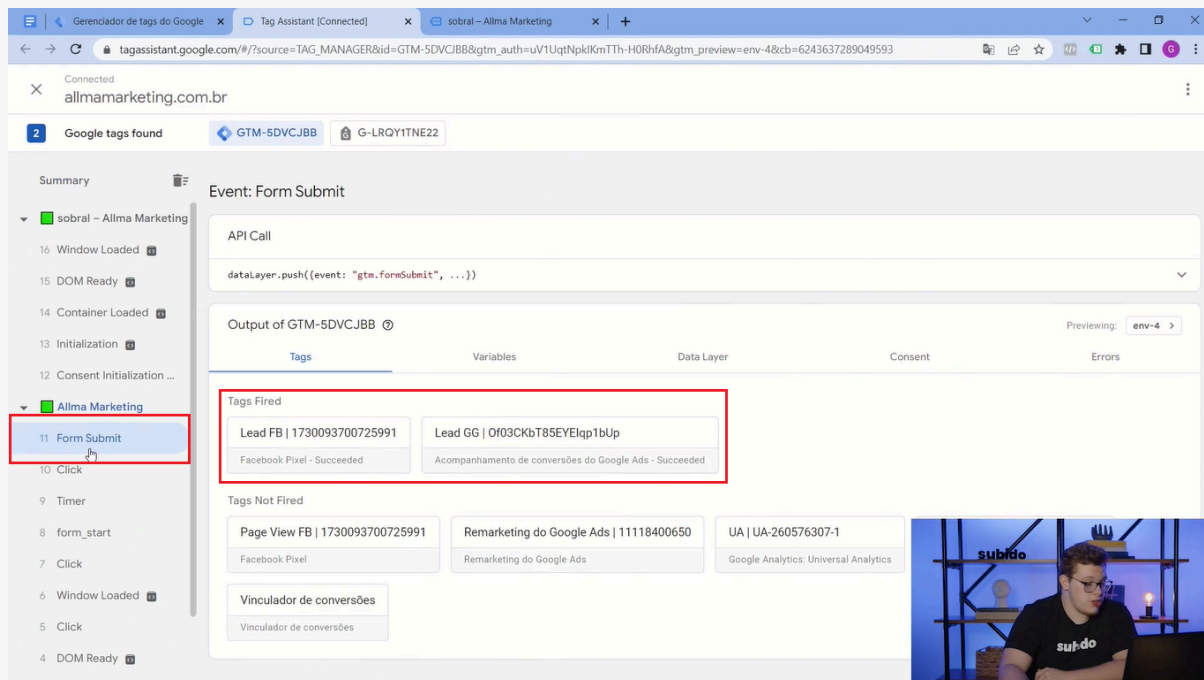 Gerenciador de tags do Google
Tag Assistant [Connected]
sobral – Allma Marketing
tagassistant.google.com/#/?source=TAG_MANAGER&id=GTM-5DVCJBB&gtm_auth=uV1UqtNpkIKmTTh-H0RhfA&gtm_preview=env-4&cb=6243637289049593
G
Connected
allmamarketing.com.br
2 Google tags found
GTM-5DVCJBB
G-LRQY1TNE22
Summary
sobral – Allma Marketing
16 Window Loaded
15 DOM Ready
14 Container Loaded
13 Initialization
12 Consent Initialization ...
Allma Marketing
11 Form Submit
10 Click
9 Timer
8 form_start
7 Click
6 Window Loaded
5 Click
4 DOM Ready
Event: Form Submit
API Call
dataLayer.push({event: "gtm.formSubmit", ...})
Output of GTM-5DVCJBB
Previewing: env-4
Tags Variables Data Layer Consent Errors
Tags Fired
Lead FB | 1730093700725991
Facebook Pixel - Succeeded
Lead GG | Of03CKbT85EYEIqp1bUp
Acompanhamento de conversões do Google Ads - Succeeded
Tags Not Fired
Page View FB | 1730093700725991
Facebook Pixel
Remarketing do Google Ads | 11118400650
Remarketing do Google Ads
UA | UA-260576307-1
Google Analytics: Universal Analytics
Vinculador de conversões
Vinculador de conversões
subido
subido